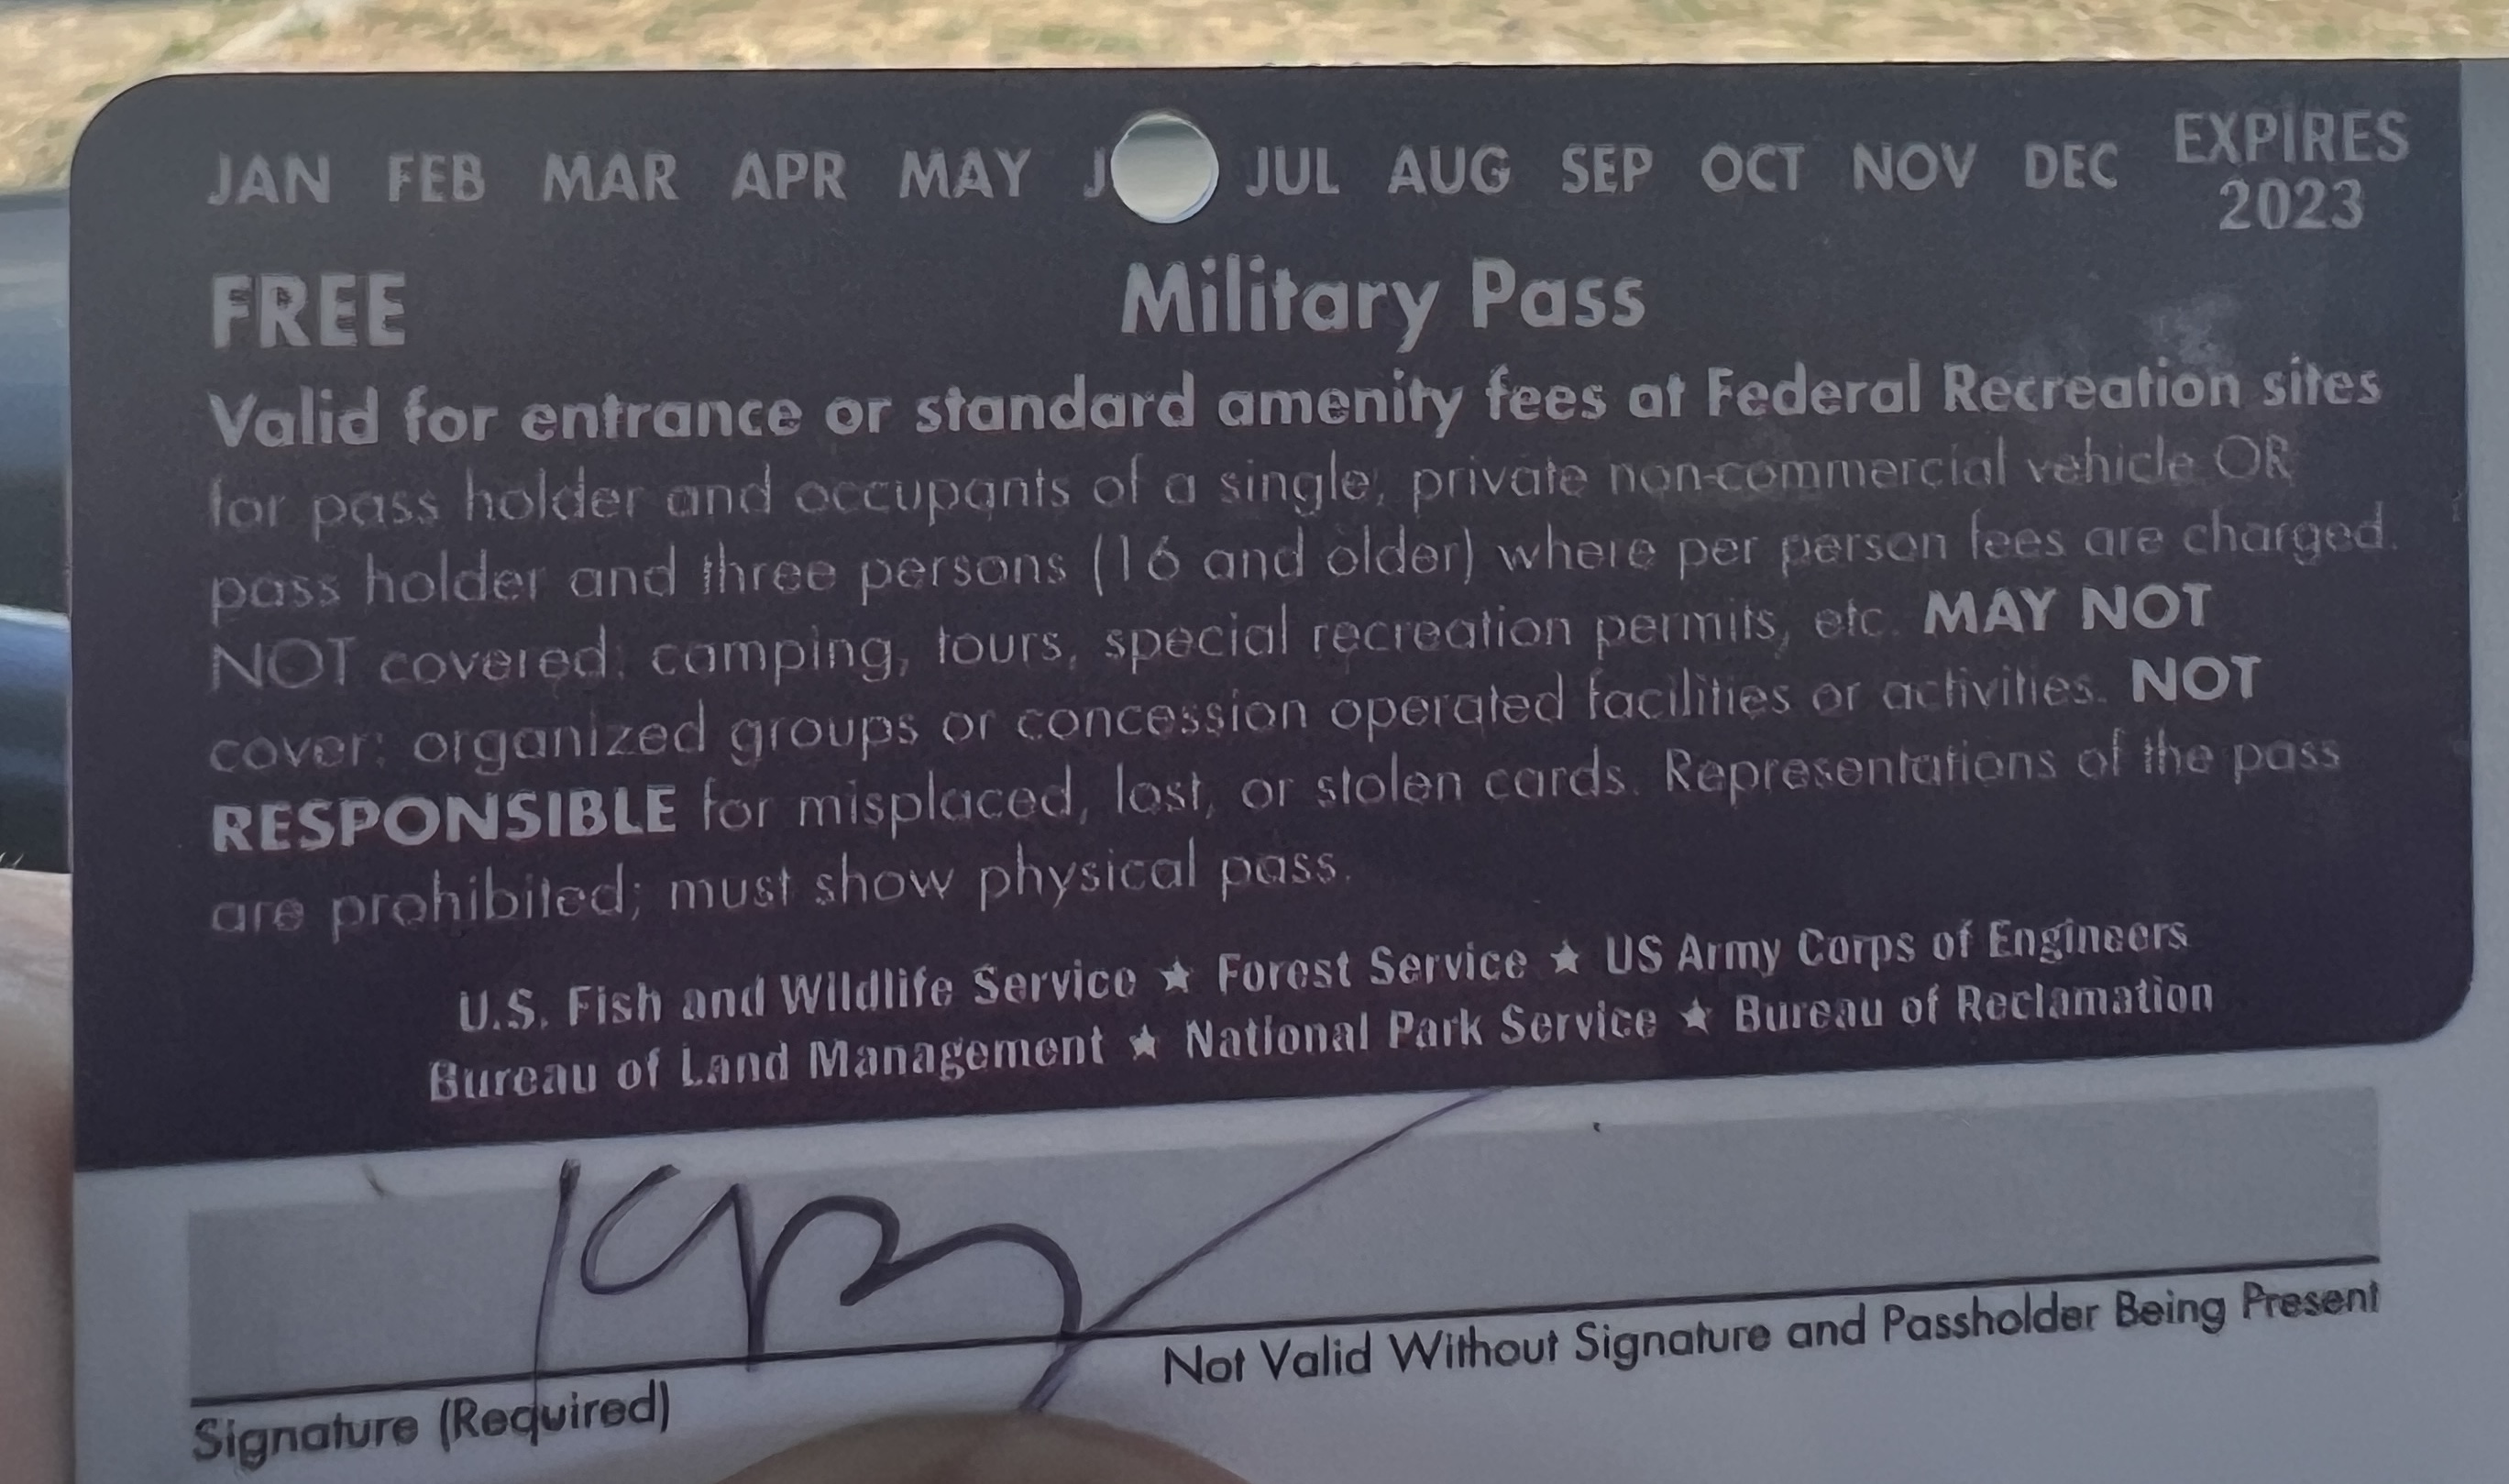 JAN FEB MAR APR MAY J JUL AUG SEP OCT NOV DEC EXPIRES
2023
FREE Military Pass
Valid for entrance or standard amenity fees at Federal Recreation sites
for pass holder and occupants of a single, private non-commercial vehicle OR
pass holder and three persons (16 and older) where per person fees are charged.
NOT covered: camping, tours, special recreation permits, etc. MAY NOT
cover: organized groups or concession operated facilities or activities. NOT
RESPONSIBLE for misplaced, lost, or stolen cards. Representations of the pass
are prohibited; must show physical pass.
U.S. Fish and Wildlife Service ★ Forest Service ★ US Army Corps of Engineers
Bureau of Land Management ★ National Park Service ★ Bureau of Reclamation
Not Valid Without Signature and Passholder Being Present
Signature (Required)